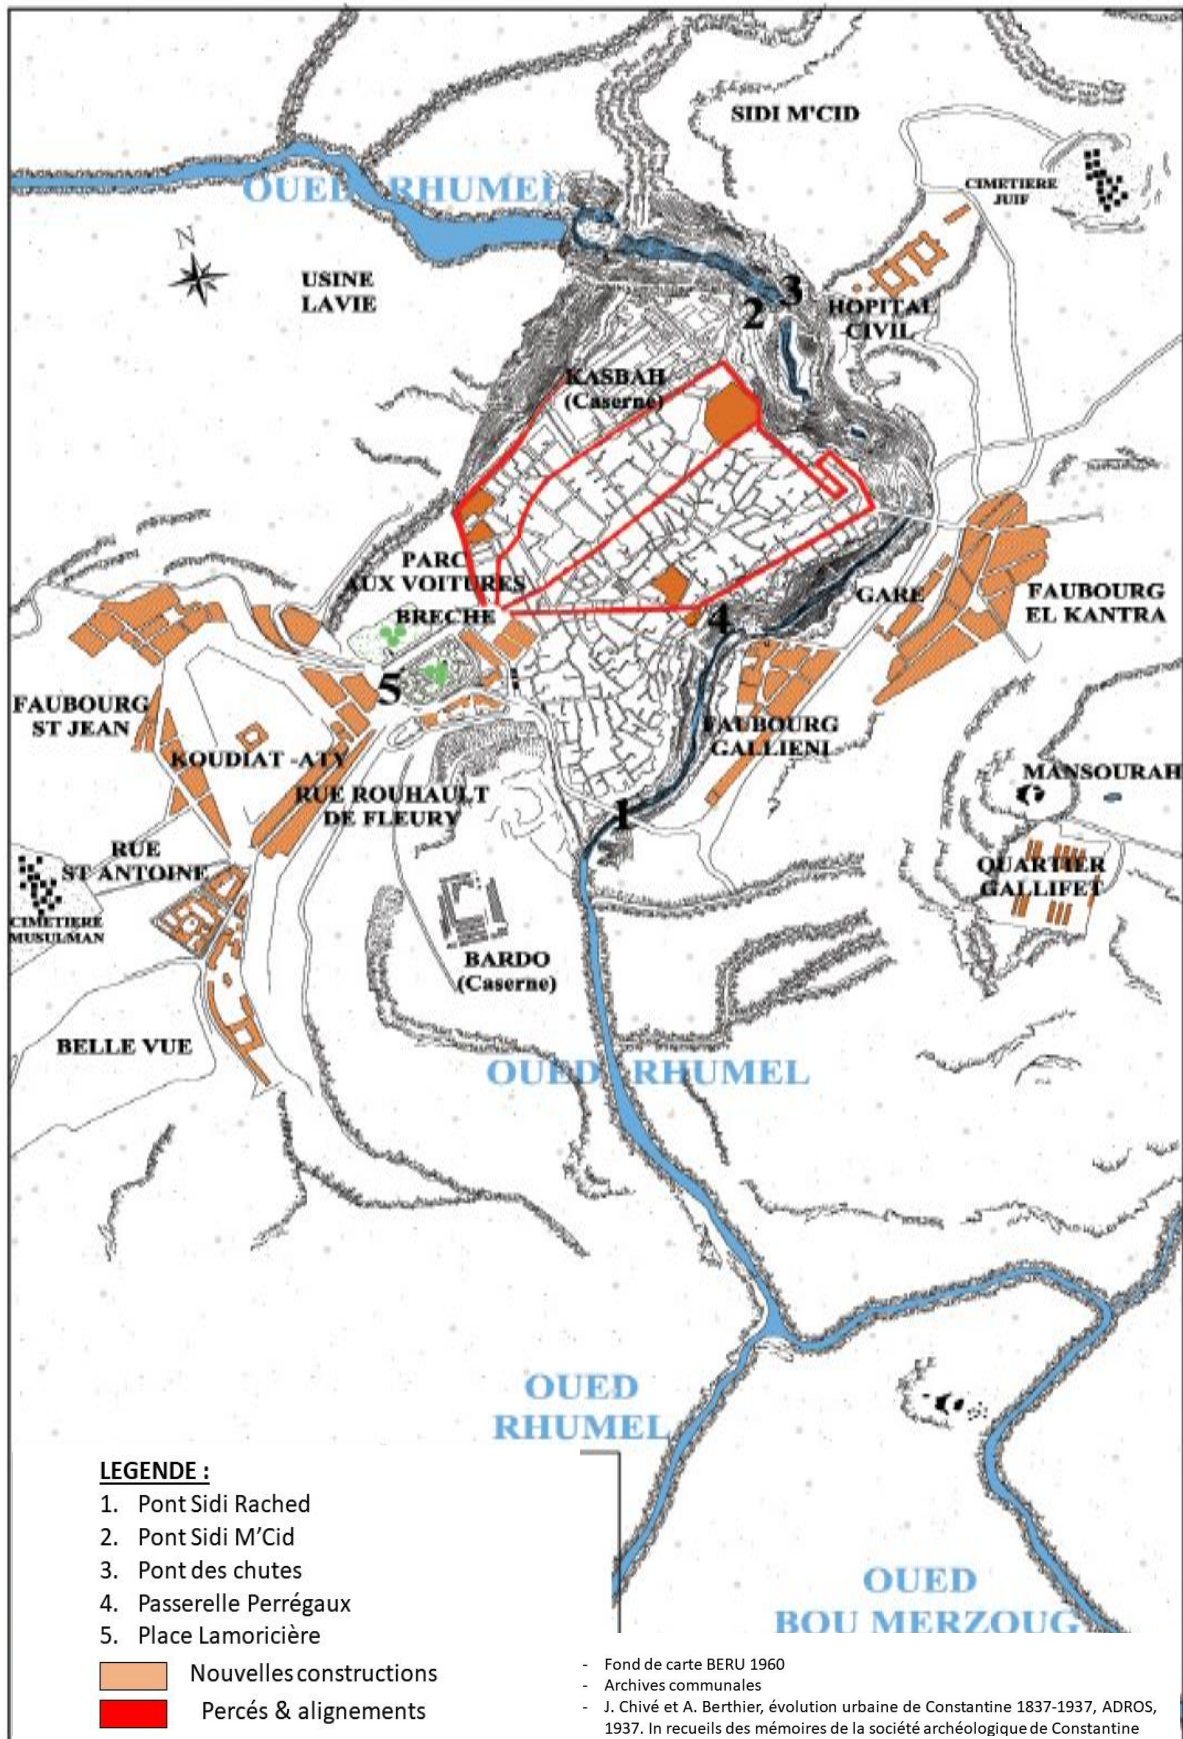 SIDI M'CID
CIMETIERE
JUIF
OUED RHUMEL
N
USINE
LAVIE
3
2
HOPITAL
CIVIL
KASBAH
(Caserne)
PARC
AUX VOITURES
BRECHE
GARE
FAUBOURG
EL KANTRA
4
5
FAUBOURG
ST JEAN
KOUDIAT -ATY
FAUBOURG
GALLIENI
MANSOURAH
RUE ROUHAULT
DE FLEURY
1
RUE
ST ANTOINE
QUARTIER
GALLIFET
CIMETIERE
MUSULMAN
BARDO
(Caserne)
BELLE VUE
OUED RHUMEL
OUED
RHUMEL
OUED
BOU MERZOUG
LEGENDE :
1. Pont Sidi Rached
2. Pont Sidi M’Cid
3. Pont des chutes
4. Passerelle Perrégaux
5. Place Lamoricière
Nouvelles constructions
Percés & alignements
- Fond de carte BERU 1960
- Archives communales
- J. Chivé et A. Berthier, évolution urbaine de Constantine 1837-1937, ADROS,
1937. In recueils des mémoires de la société archéologique de Constantine